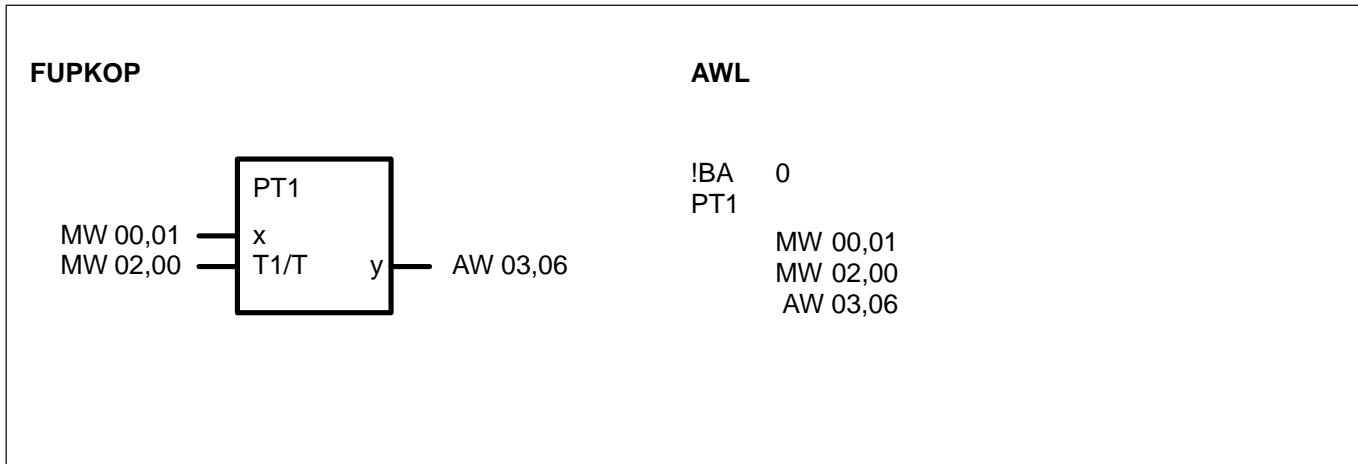 FUPKOP
PT1
MW 00,01 x
MW 02,00 T1/T y AW 03,06
AWL
!BA 0
PT1
MW 00,01
MW 02,00
AW 03,06